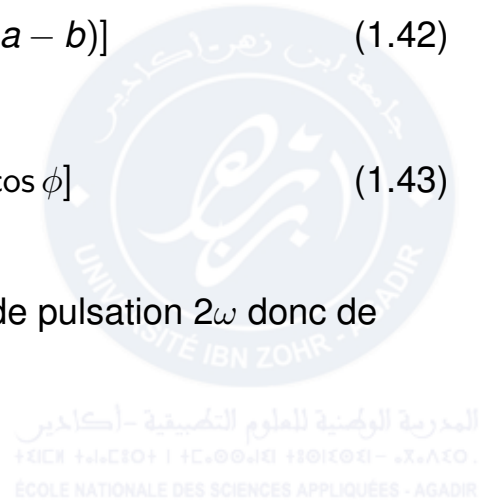 a − b)] (1.42)
cos ϕ] (1.43)
de pulsation 2ω donc de
جامعة ابن زهر - أكادير
UNIVERSITÉ IBN ZOHR - AGADIR
المدرسة الوطنية للعلوم التطبيقية - أكادير
ÉCOLE NATIONALE DES SCIENCES APPLIQUÉES - AGADIR